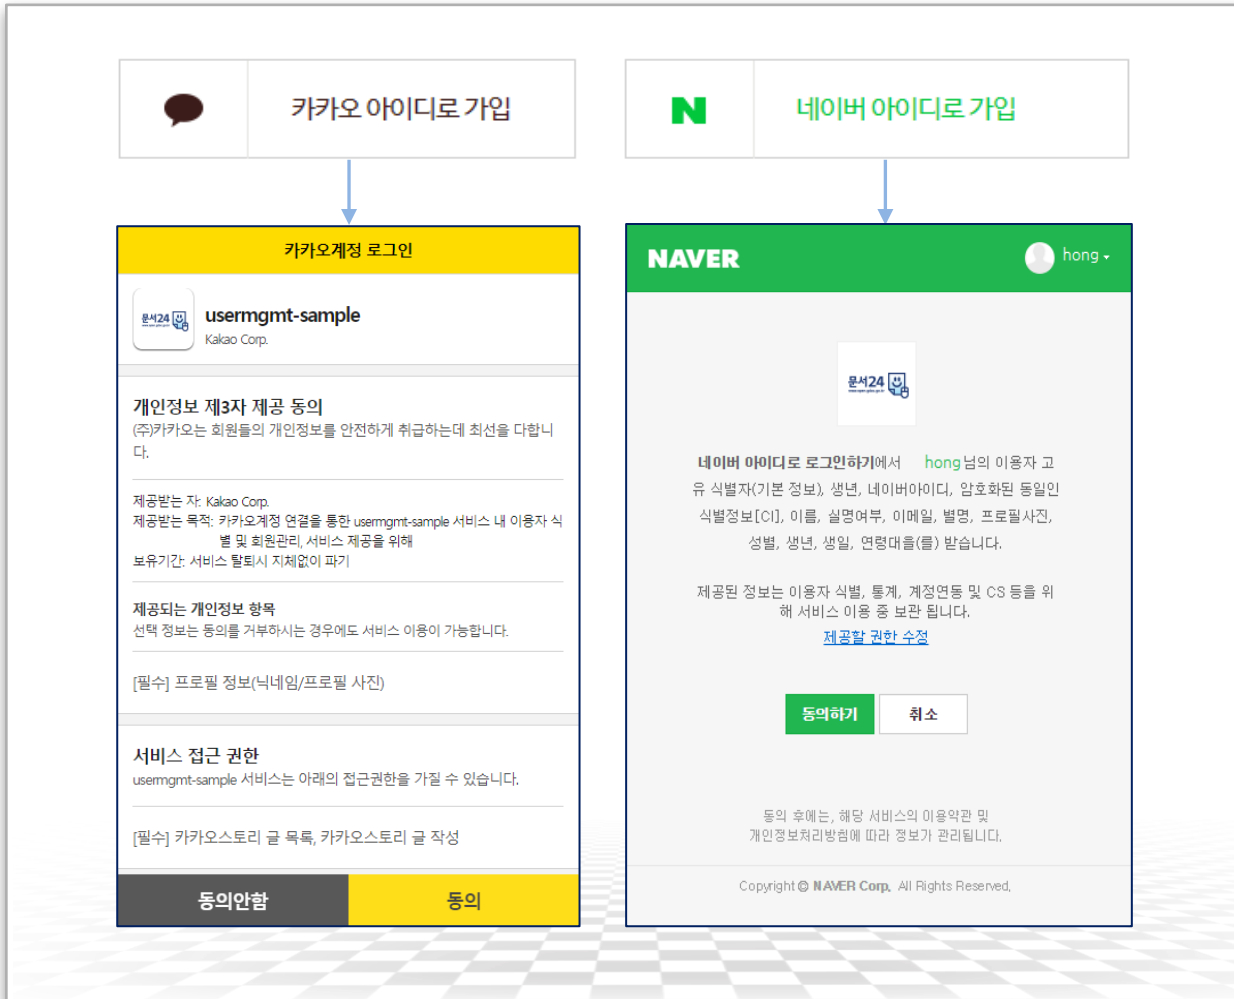 카카오 아이디로 가입
N 네이버 아이디로 가입
카카오계정 로그인
문서24
usermgmt-sample
Kakao Corp.
개인정보 제3자 제공 동의
(주)카카오는 회원들의 개인정보를 안전하게 취급하는데 최선을 다합니
다.
제공받는 자: Kakao Corp.
제공받는 목적: 카카오계정 연결을 통한 usermgmt-sample 서비스 내 이용자 식
별 및 회원관리, 서비스 제공을 위해
보유기간: 서비스 탈퇴시 지체없이 파기
제공되는 개인정보 항목
선택 정보는 동의를 거부하시는 경우에도 서비스 이용이 가능합니다.
[필수] 프로필 정보(닉네임/프로필 사진)
서비스 접근 권한
usermgmt-sample 서비스는 아래의 접근권한을 가질 수 있습니다.
[필수] 카카오스토리 글 목록, 카카오스토리 글 작성
동의안함
동의
NAVER
hong
문서24
네이버 아이디로 로그인하기에서 hong 님의 이용자 고
유 식별자(기본 정보), 생년, 네이버아이디, 암호화된 동일인
식별정보[CI], 이름, 실명여부, 이메일, 별명, 프로필사진,
성별, 생년, 생일, 연령대을(를) 받습니다.
제공된 정보는 이용자 식별, 통계, 계정연동 및 CS 등을 위
해 서비스 이용 중 보관 됩니다.
제공할 권한 수정
동의하기
취소
동의 후에는, 해당 서비스의 이용약관 및
개인정보처리방침에 따라 정보가 관리됩니다.
Copyright © NAVER Corp. All Rights Reserved.